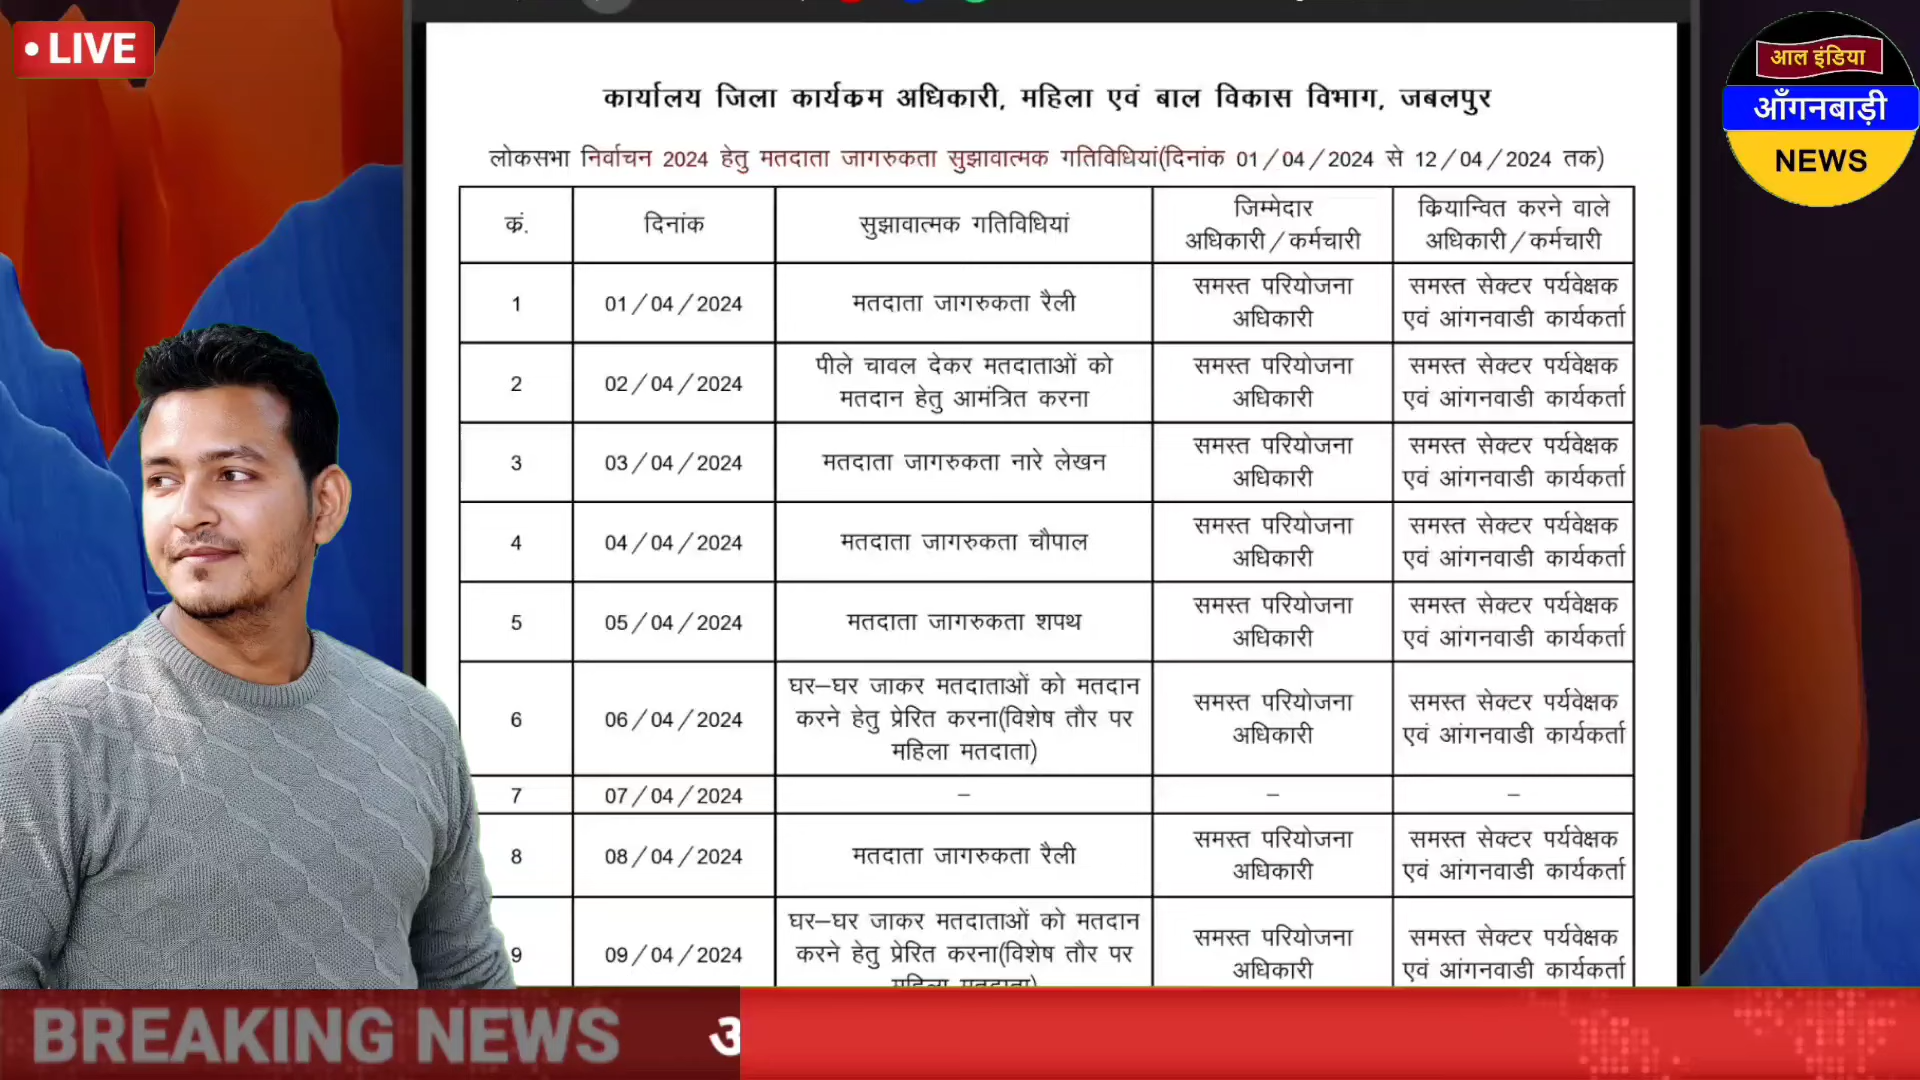 • LIVE
आल इंडिया
आँगनबाड़ी
NEWS
कार्यालय जिला कार्यक्रम अधिकारी, महिला एवं बाल विकास विभाग, जबलपुर
लोकसभा निर्वाचन 2024 हेतु मतदाता जागरुकता सुझावात्मक गतिविधियां(दिनांक 01/04/2024 से 12/04/2024 तक)
क्रं. दिनांक सुझावात्मक गतिविधियां जिम्मेदार अधिकारी/कर्मचारी क्रियान्वित करने वाले अधिकारी/कर्मचारी
1 01/04/2024 मतदाता जागरुकता रैली समस्त परियोजना अधिकारी समस्त सेक्टर पर्यवेक्षक एवं आंगनवाडी कार्यकर्ता
2 02/04/2024 पीले चावल देकर मतदाताओं को मतदान हेतु आमंत्रित करना समस्त परियोजना अधिकारी समस्त सेक्टर पर्यवेक्षक एवं आंगनवाडी कार्यकर्ता
3 03/04/2024 मतदाता जागरुकता नारे लेखन समस्त परियोजना अधिकारी समस्त सेक्टर पर्यवेक्षक एवं आंगनवाडी कार्यकर्ता
4 04/04/2024 मतदाता जागरुकता चौपाल समस्त परियोजना अधिकारी समस्त सेक्टर पर्यवेक्षक एवं आंगनवाडी कार्यकर्ता
5 05/04/2024 मतदाता जागरुकता शपथ समस्त परियोजना अधिकारी समस्त सेक्टर पर्यवेक्षक एवं आंगनवाडी कार्यकर्ता
6 06/04/2024 घर–घर जाकर मतदाताओं को मतदान करने हेतु प्रेरित करना(विशेष तौर पर महिला मतदाता) समस्त परियोजना अधिकारी समस्त सेक्टर पर्यवेक्षक एवं आंगनवाडी कार्यकर्ता
7 07/04/2024 – – –
8 08/04/2024 मतदाता जागरुकता रैली समस्त परियोजना अधिकारी समस्त सेक्टर पर्यवेक्षक एवं आंगनवाडी कार्यकर्ता
9 09/04/2024 घर–घर जाकर मतदाताओं को मतदान करने हेतु प्रेरित करना(विशेष तौर पर समस्त परियोजना अधिकारी समस्त सेक्टर पर्यवेक्षक एवं आंगनवाडी कार्यकर्ता
BREAKING NEWS